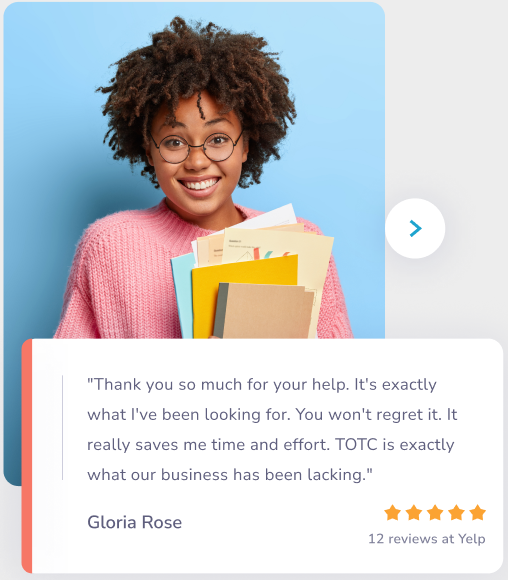 "Thank you so much for your help. It's exactly
what I've been looking for. You won't regret it. It
really saves me time and effort. TOTC is exactly
what our business has been lacking."
Gloria Rose
12 reviews at Yelp